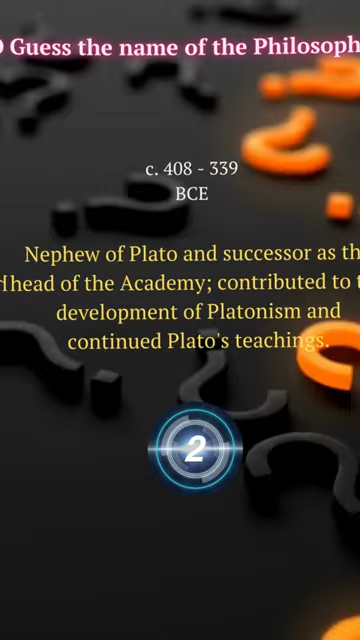 Guess the name of the Philosoph
c. 408 - 339
BCE
Nephew of Plato and successor as th
head of the Academy; contributed to t
development of Platonism and
continued Plato's teachings.
2